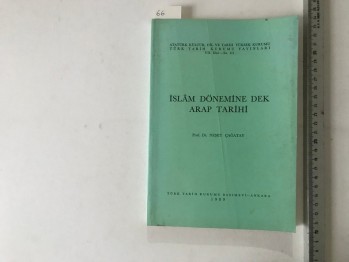 ATATÜRK KÜLTÜR, DİL VE TARİH YÜKSEK KURUMU
TÜRK TARİH KURUMU YAYINLARI
İSLÂM DÖNEMİNE DEK
ARAP TARİHİ
Prof. Dr. NEŞET ÇAĞATAY
TÜRK TARİH KURUMU BASIMEVİ - ANKARA
1989